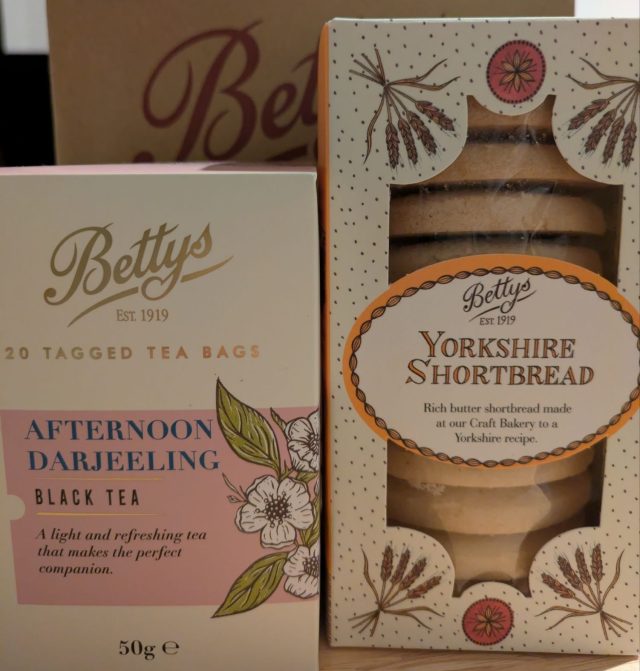 Bettys
Bettys
EST. 1919
20 TAGGED TEA BAGS
AFTERNOON
DARJEELING
BLACK TEA
A light and refreshing tea
that makes the perfect
companion.
50g ℮
Bettys
EST. 1919
YORKSHIRE
SHORTBREAD
Rich butter shortbread made
at our Craft Bakery to a
Yorkshire recipe.